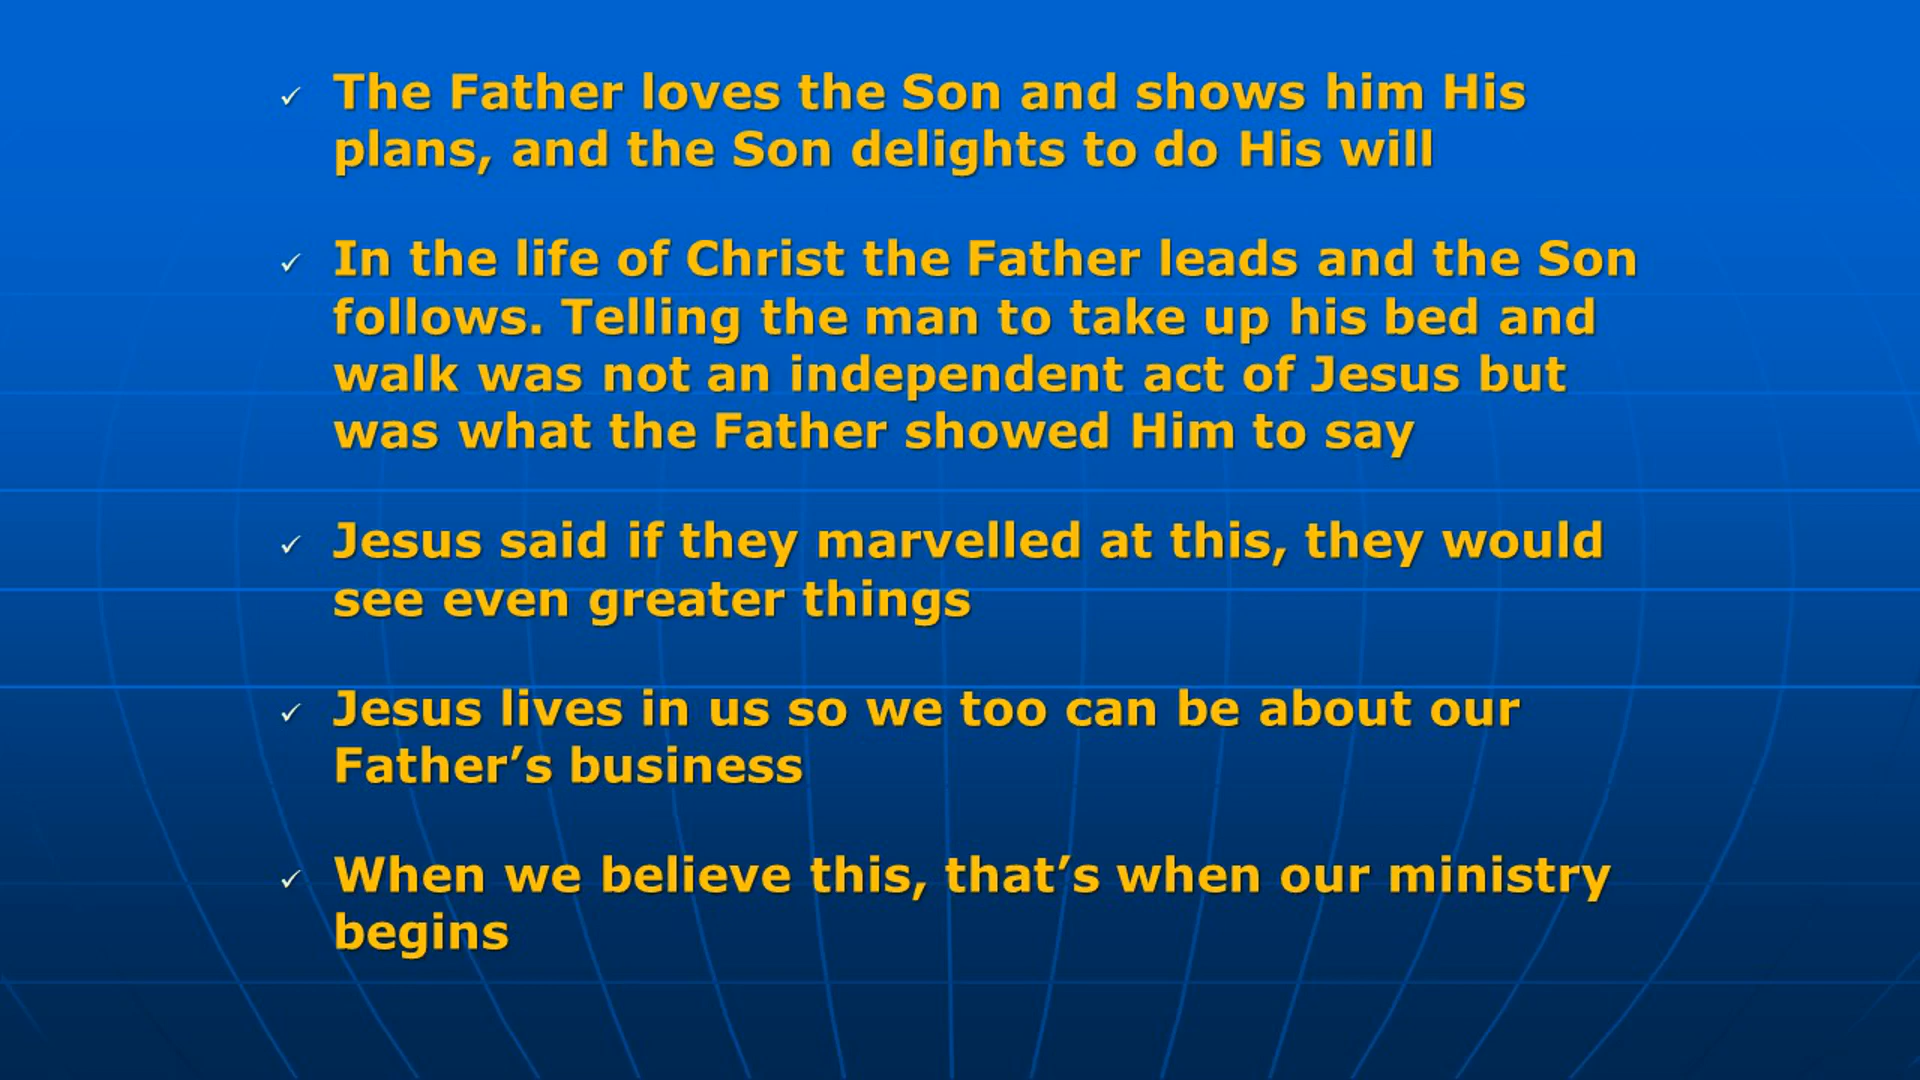 ✓ The Father loves the Son and shows him His
plans, and the Son delights to do His will
✓ In the life of Christ the Father leads and the Son
follows. Telling the man to take up his bed and
walk was not an independent act of Jesus but
was what the Father showed Him to say
✓ Jesus said if they marvelled at this, they would
see even greater things
✓ Jesus lives in us so we too can be about our
Father’s business
✓ When we believe this, that’s when our ministry
begins